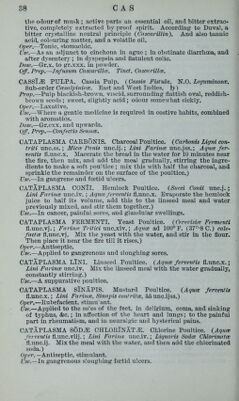 38 CAS
the odour of musk; active parts an essential oil, and bitter extrac-
tive, completely extracted by proof spirit. According to Duval, a
bitter crystalline neutral principle (Cascarillin). And also tannic
acid, colouring matter, and a volatile oil.
Oper.—Tonic, stomachic.
Use.—As an adjunct to cinchona in ague; in obstinate diarrhœa, and
after dysentery; in dyspepsia and flatulent colic.
Dose.—Gr.x. to gr.xxx. in powder.
Off. Prep.—Infusum Cascarillæ, Tinct. Cascarillæ.
CASSIÆ PULPA. Cassia Pulp. (Cassia Fistula, N.O. Leguminosæ.
Sub-order Cæsalpinieæ. East and West Indies. ♄)
Prop.—Pulp blackish-brown, viscid, surrounding flattish oval, reddish-
brown seeds; sweet, slightly acid; odour somewhat sickly.
Oper.—Laxative.
Use.—Where a gentle medicine is required in costive habits, combined
with aromatics.
Dose.—Gr.xxx. and upwards.
Off. Prep.—Confectio Sennæ.
CATAPLASMA CARBONIS. Charcoal Poultice. (Carbonis Ligni con-
triti unc.ss.; Micæ Panis unc.ij.; Lini Farinæ unc.jss.; Aquæ fer-
ventis fl.unc.x. Macerate the bread in the water for 10 minutes near
the fire, then mix, and add the meal gradually, stirring the ingre-
dients to make a soft poultice; mix this with half the charcoal, and
sprinkle the remainder on the surface of the poultice.)
Use.—In gangrene and fœtid ulcers.
CATAPLASMA CONII. Hemlock Poultice. (Succi Conii unc.j.;
Lini Farinæ unc.iv.; Aquæ ferventis fl.unc.x. Evaporate the hemlock
juice to half its volume, add this to the linseed meal and water
previously mixed, and stir them together.)
Use.—In cancer, painful sores, and glandular swellings.
CATAPLASMA FERMENTI. Yeast Poultice. (Cerevisiæ Fermenti
fl.unc.vj.; Farinæ Tritici unc.xiv.; Aquæ ad 100° F. (37°·8 C.) cale-
factæ fl.unc.vj. Mix the yeast with the water, and stir in the flour.
Then place it near the fire till it rises.)
Oper.—Antiseptic.
Use.—Applied to gangrenous and sloughing sores.
CATAPLASMA LINI. Linseed Poultice. (Aquæ ferventis fl.unc.x.;
Lini Farinæ unc.iv. Mix the linseed meal with the water gradually,
constantly stirring.)
Use.—A suppurative poultice.
CATAPLASMA SINAPIS. Mustard Poultice. (Aquæ ferventis
fl.unc.x.; Lini Farinæ, Sinapis contritæ, āā unc.ijss.)
Oper.—Rubefacient, stimulant.
Use.—Applied to the soles of the feet, in delirium, coma, and sinking
of typhus, &c.; in affection of the heart and lungs; to the painful
part in rheumatism, and in neuralgic and hysterical pains.
CATAPLASMA SODÆ CHLORINATÆ. Chlorine Poultice. (Aquæ
ferventis fl.unc.viij.; Lini Farinæ unc.iv.; Liquoris Sodæ Chlorinatæ
fl.unc.ij. Mix the meal with the water, and then add the chlorinated
soda.)
Oper.—Antiseptic, stimulant.
Use.—In gangrenous sloughing fœtid ulcers.